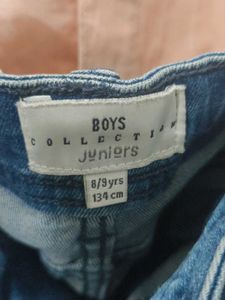 BOYS
COLLECTION
juniors
8/9yrs
134 cm